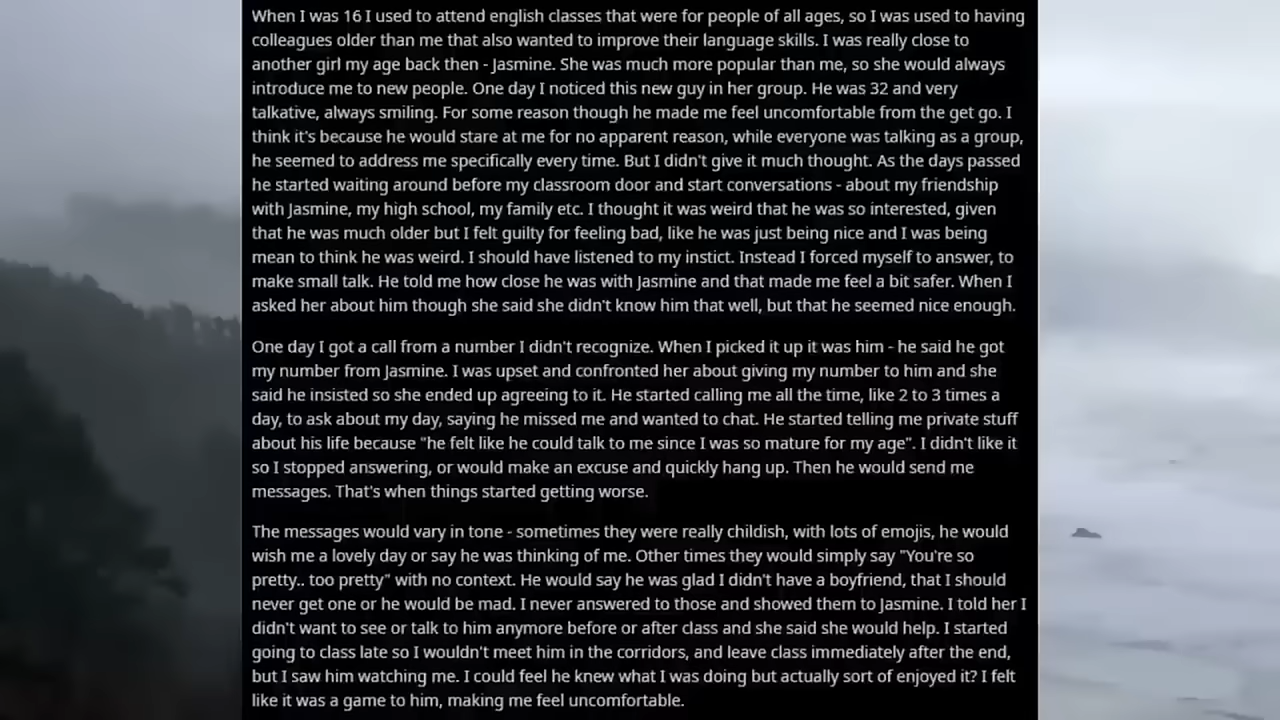 When I was 16 I used to attend english classes that were for people of all ages, so I was used to having
colleagues older than me that also wanted to improve their language skills. I was really close to
another girl my age back then - Jasmine. She was much more popular than me, so she would always
introduce me to new people. One day I noticed this new guy in her group. He was 32 and very
talkative, always smiling. For some reason though he made me feel uncomfortable from the get go. I
think it's because he would stare at me for no apparent reason, while everyone was talking as a group,
he seemed to address me specifically every time. But I didn't give it much thought. As the days passed
he started waiting around before my classroom door and start conversations - about my friendship
with Jasmine, my high school, my family etc. I thought it was weird that he was so interested, given
that he was much older but I felt guilty for feeling bad, like he was just being nice and I was being
mean to think he was weird. I should have listened to my instict. Instead I forced myself to answer, to
make small talk. He told me how close he was with Jasmine and that made me feel a bit safer. When I
asked her about him though she said she didn't know him that well, but that he seemed nice enough.
One day I got a call from a number I didn't recognize. When I picked it up it was him - he said he got
my number from Jasmine. I was upset and confronted her about giving my number to him and she
said he insisted so she ended up agreeing to it. He started calling me all the time, like 2 to 3 times a
day, to ask about my day, saying he missed me and wanted to chat. He started telling me private stuff
about his life because "he felt like he could talk to me since I was so mature for my age". I didn't like it
so I stopped answering, or would make an excuse and quickly hang up. Then he would send me
messages. That's when things started getting worse.
The messages would vary in tone - sometimes they were really childish, with lots of emojis, he would
wish me a lovely day or say he was thinking of me. Other times they would simply say "You're so
pretty.. too pretty" with no context. He would say he was glad I didn't have a boyfriend, that I should
never get one or he would be mad. I never answered to those and showed them to Jasmine. I told her I
didn't want to see or talk to him anymore before or after class and she said she would help. I started
going to class late so I wouldn't meet him in the corridors, and leave class immediately after the end,
but I saw him watching me. I could feel he knew what I was doing but actually sort of enjoyed it? I felt
like it was a game to him, making me feel uncomfortable.